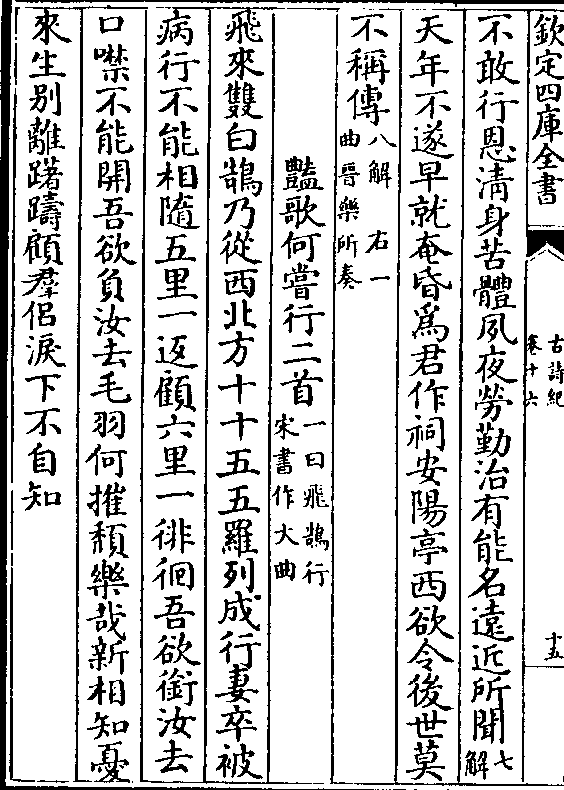 欽定四庫全書
古詩紀
卷十六
十五
不敢行恩清身苦體夙夜勞勤治有能名遠近所聞七
解
天年不遂早就奄昏爲君作祠安陽亭西欲令後世莫
不稱傳八解　右一
曲晉樂所奏
豔歌何嘗行二首一曰飛鵠行
宋書作大曲
飛來雙白鵠乃從西北方十十五五羅列成行妻卒被
病行不能相隨五里一返顧六里一徘徊吾欲銜汝去
口噤不能開吾欲負汝去毛羽何摧頽樂哉新相知憂
來生别離躇躊顧羣侣淚下不自知